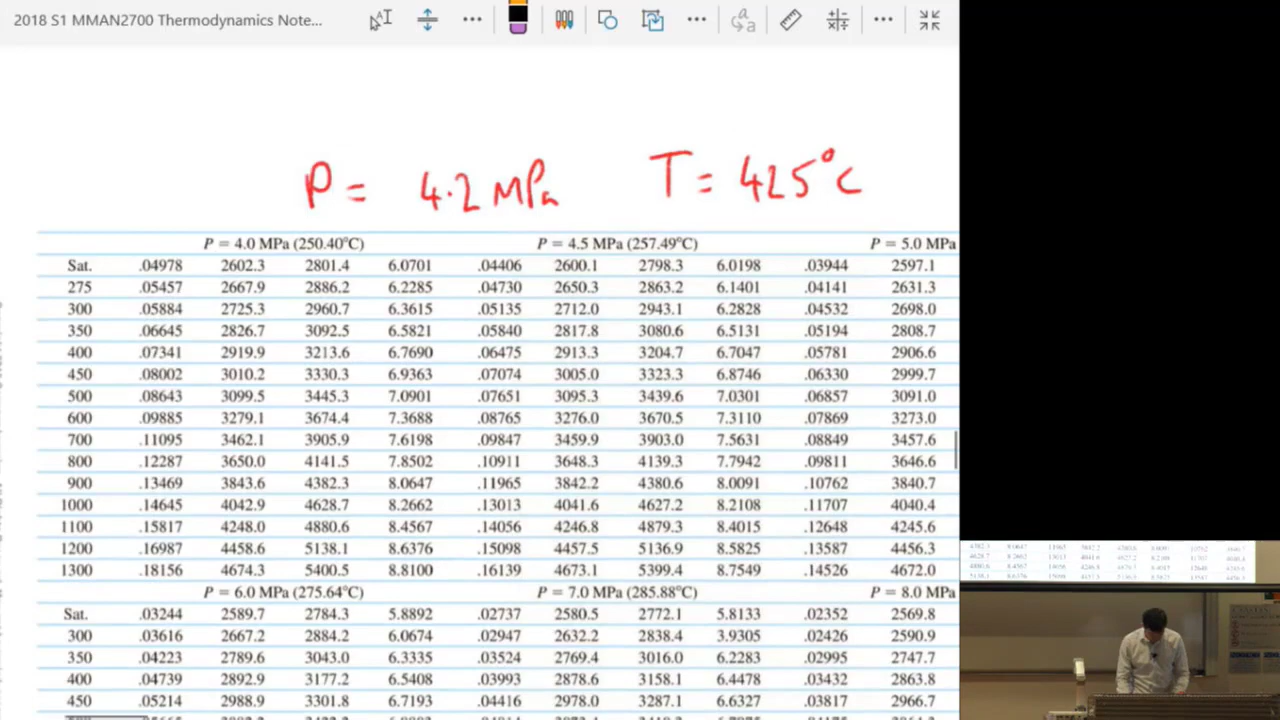 2018 S1 MMAN2700 Thermodynamics Note...
P = 4.2 MPa T = 425°C
P = 4.0 MPa (250.40°C) P = 4.5 MPa (257.49°C) P = 5.0 MPa
Sat. .04978 2602.3 2801.4 6.0701 .04406 2600.1 2798.3 6.0198 .03944 2597.1
275 .05457 2667.9 2886.2 6.2285 .04730 2650.3 2863.2 6.1401 .04141 2631.3
300 .05884 2725.3 2960.7 6.3615 .05135 2712.0 2943.1 6.2828 .04532 2698.0
350 .06645 2826.7 3092.5 6.5821 .05840 2817.8 3080.6 6.5131 .05194 2808.7
400 .07341 2919.9 3213.6 6.7690 .06475 2913.3 3204.7 6.7047 .05781 2906.6
450 .08002 3010.2 3330.3 6.9363 .07074 3005.0 3323.3 6.8746 .06330 2999.7
500 .08643 3099.5 3445.3 7.0901 .07651 3095.3 3439.6 7.0301 .06857 3091.0
600 .09885 3279.1 3674.4 7.3688 .08765 3276.0 3670.5 7.3110 .07869 3273.0
700 .11095 3462.1 3905.9 7.6198 .09847 3459.9 3903.0 7.5631 .08849 3457.6
800 .12287 3650.0 4141.5 7.8502 .10911 3648.3 4139.3 7.7942 .09811 3646.6
900 .13469 3843.6 4382.3 8.0647 .11965 3842.2 4380.6 8.0091 .10762 3840.7
1000 .14645 4042.9 4628.7 8.2662 .13013 4041.6 4627.2 8.2108 .11707 4040.4
1100 .15817 4248.0 4880.6 8.4567 .14056 4246.8 4879.3 8.4015 .12648 4245.6
1200 .16987 4458.6 5138.1 8.6376 .15098 4457.5 5136.9 8.5825 .13587 4456.3
1300 .18156 4674.3 5400.5 8.8100 .16139 4673.1 5399.4 8.7549 .14526 4672.0
P = 6.0 MPa (275.64°C) P = 7.0 MPa (285.88°C) P = 8.0 MPa
Sat. .03244 2589.7 2784.3 5.8892 .02737 2580.5 2772.1 5.8133 .02352 2569.8
300 .03616 2667.2 2884.2 6.0674 .02947 2632.2 2838.4 3.9305 .02426 2590.9
350 .04223 2789.6 3043.0 6.3335 .03524 2769.4 3016.0 6.2283 .02995 2747.7
400 .04739 2892.9 3177.2 6.5408 .03993 2878.6 3158.1 6.4478 .03432 2863.8
450 .05214 2988.9 3301.8 6.7193 .04416 2978.0 3287.1 6.6327 .03817 2966.7